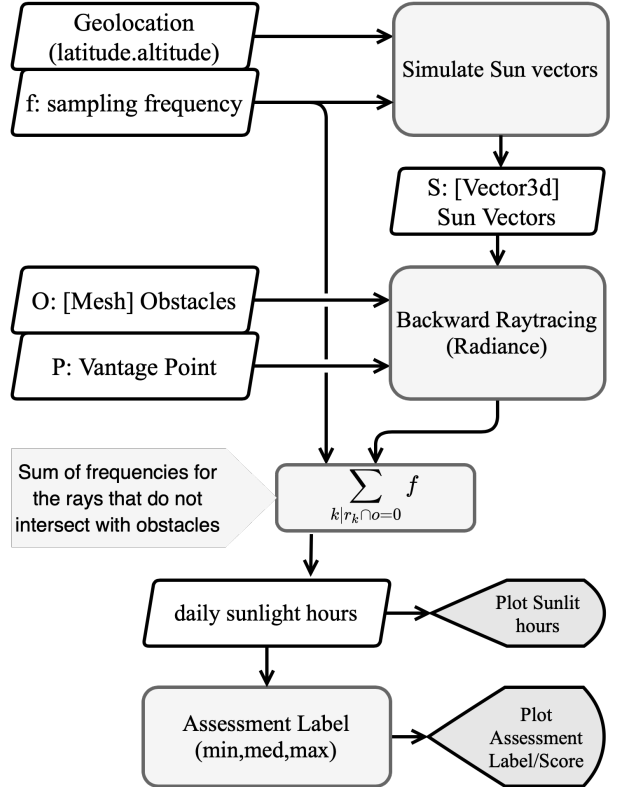 Geolocation
(latitude.altitude)
f: sampling frequency
Simulate Sun vectors
S: [Vector3d]
Sun Vectors
O: [Mesh] Obstacles
P: Vantage Point
Backward Raytracing
(Radiance)
Sum of frequencies for
the rays that do not
intersect with obstacles
∑ f
k|rₖ∩o=0
daily sunlight hours
Plot Sunlit
hours
Assessment Label
(min,med,max)
Plot
Assessment
Label/Score